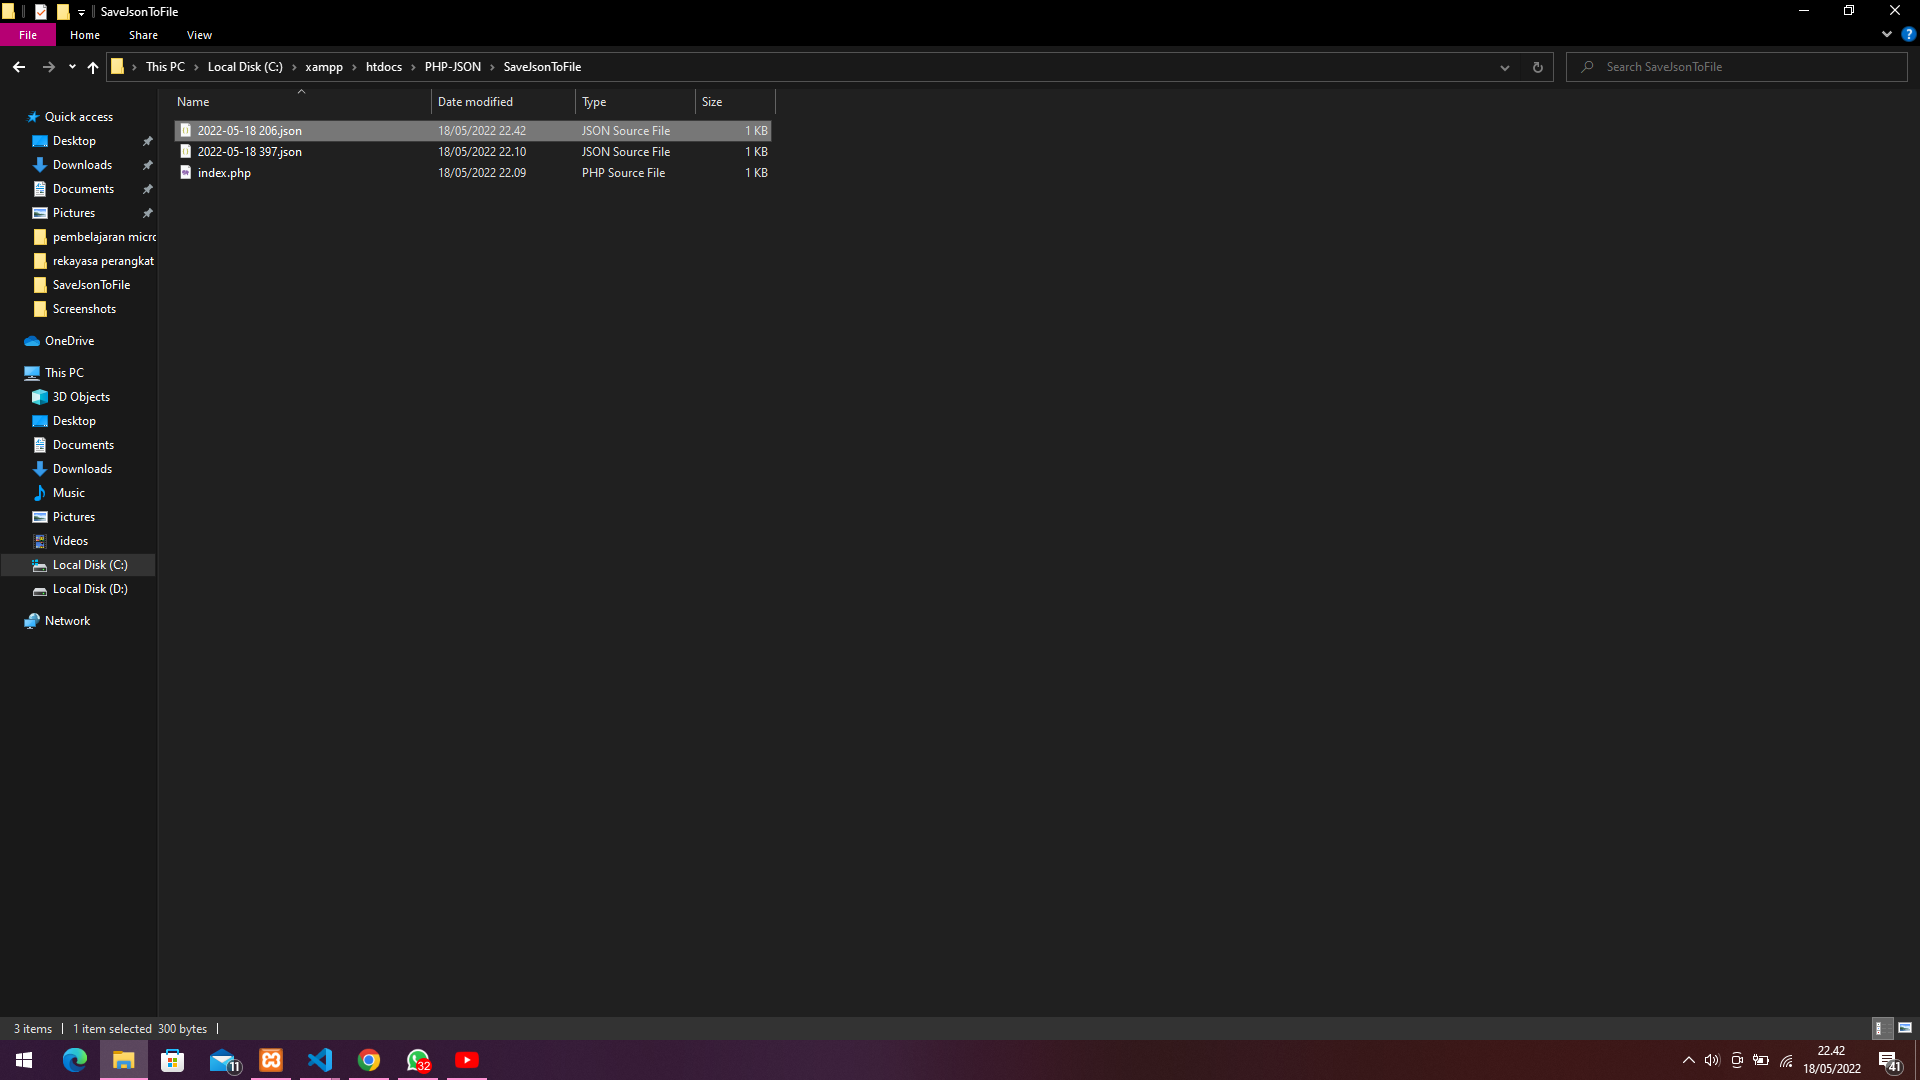 SaveJsonToFile
File Home Share View
This PC Local Disk (C:) xampp htdocs PHP-JSON SaveJsonToFile Search SaveJsonToFile
Name Date modified Type Size
2022-05-18 206.json 18/05/2022 22.42 JSON Source File 1 KB
2022-05-18 397.json 18/05/2022 22.10 JSON Source File 1 KB
index.php 18/05/2022 22.09 PHP Source File 1 KB
Quick access
Desktop
Downloads
Documents
Pictures
pembelajaran micro
rekayasa perangkat
SaveJsonToFile
Screenshots
OneDrive
This PC
3D Objects
Desktop
Documents
Downloads
Music
Pictures
Videos
Local Disk (C:)
Local Disk (D:)
Network
3 items 1 item selected 300 bytes
11
32
22.42
18/05/2022
41